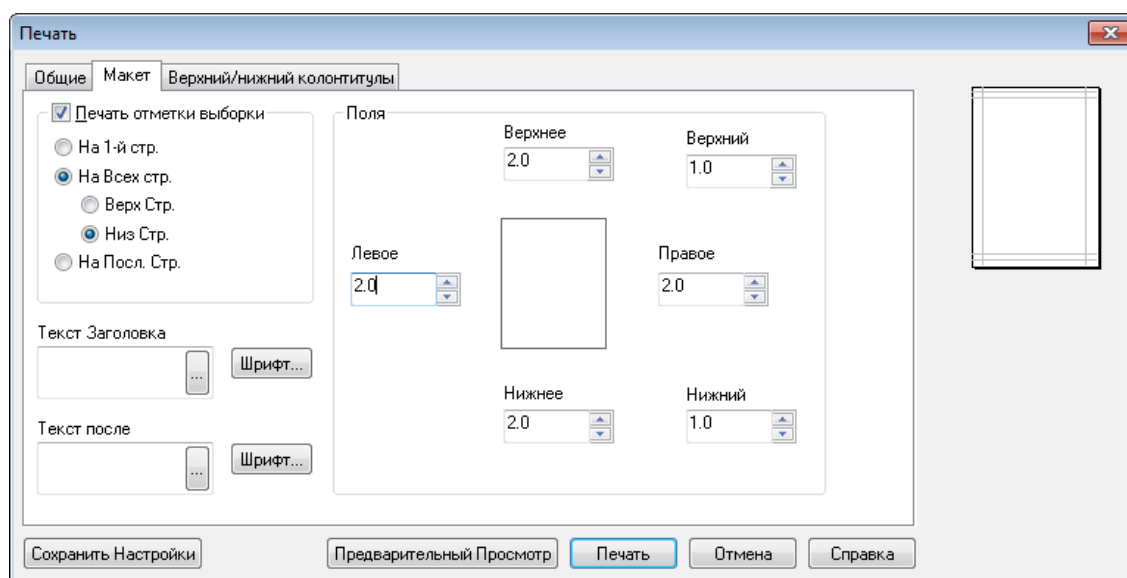 Печать
Общие Макет Верхний/нижний колонтитулы
Печать отметки выборки
На 1-й стр.
На Всех стр.
Верх Стр.
Низ Стр.
На Посл. Стр.
Текст Заголовка
...
Шрифт...
Текст после
...
Шрифт...
Поля
Верхнее
2.0
Верхний
1.0
Левое
2.0
Правое
2.0
Нижнее
2.0
Нижний
1.0
Сохранить Настройки Предварительный Просмотр Печать Отмена Справка